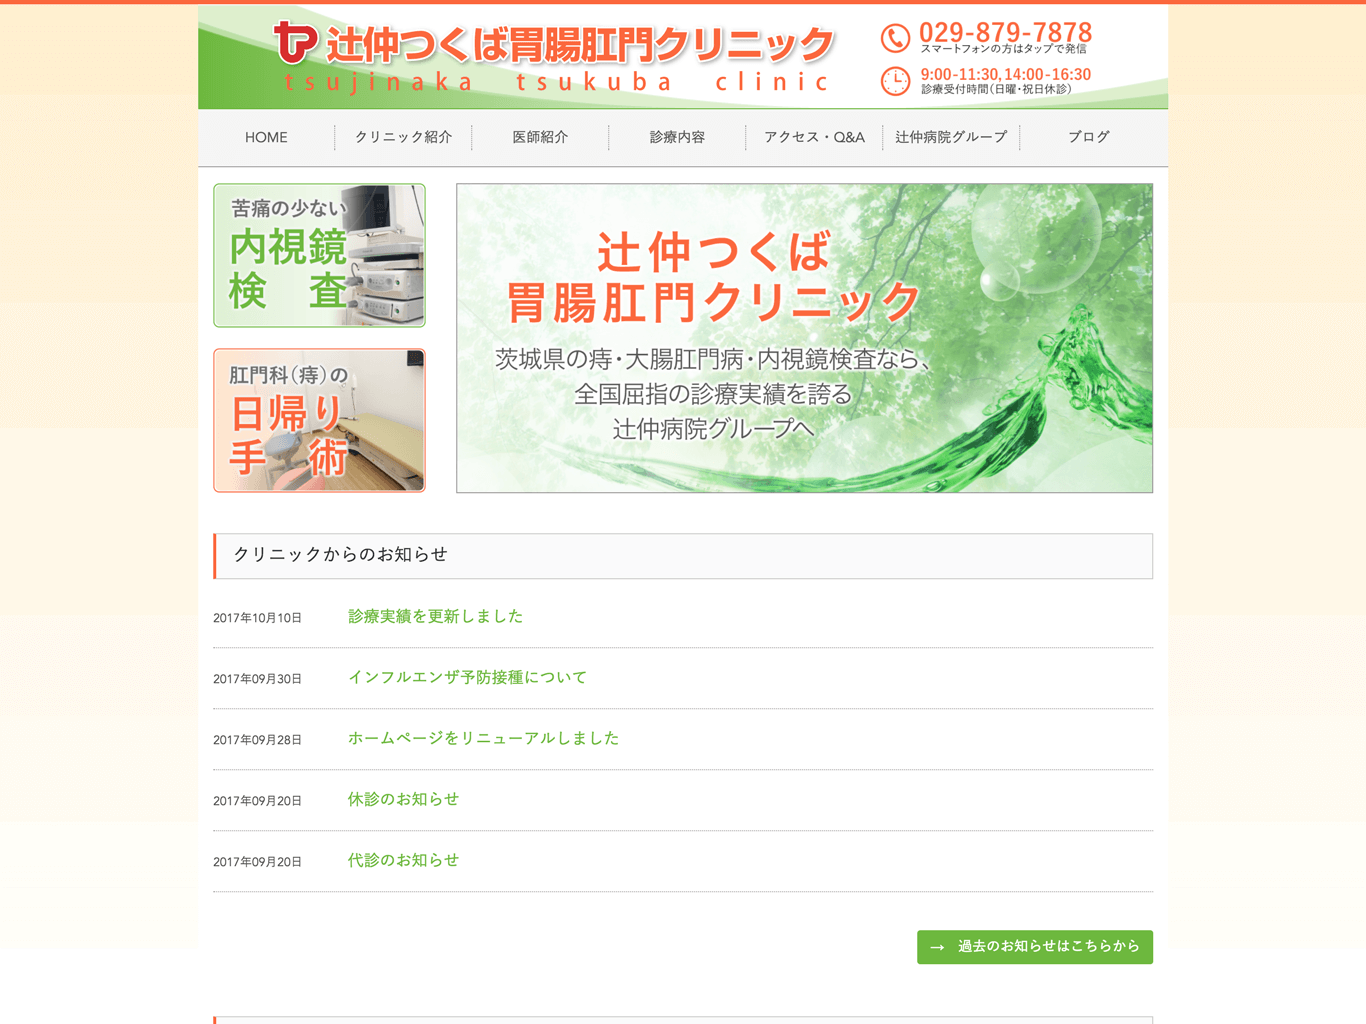 辻仲つくば胃腸肛門クリニック
tsujinaka tsukuba clinic
029-879-7878
スマートフォンの方はタップで発信
9:00-11:30, 14:00-16:30
診療受付時間（日曜・祝日休診）
HOME
クリニック紹介
医師紹介
診療内容
アクセス・Q&A
辻仲病院グループ
ブログ
苦痛の少ない
内視鏡
検 査
肛門科（痔）の
日帰り
手 術
辻仲つくば
胃腸肛門クリニック
茨城県の痔・大腸肛門病・内視鏡検査なら、
全国屈指の診療実績を誇る
辻仲病院グループへ
クリニックからのお知らせ
2017年10月10日 診療実績を更新しました
2017年09月30日 インフルエンザ予防接種について
2017年09月28日 ホームページをリニューアルしました
2017年09月20日 休診のお知らせ
2017年09月20日 代診のお知らせ
→ 過去のお知らせはこちらから